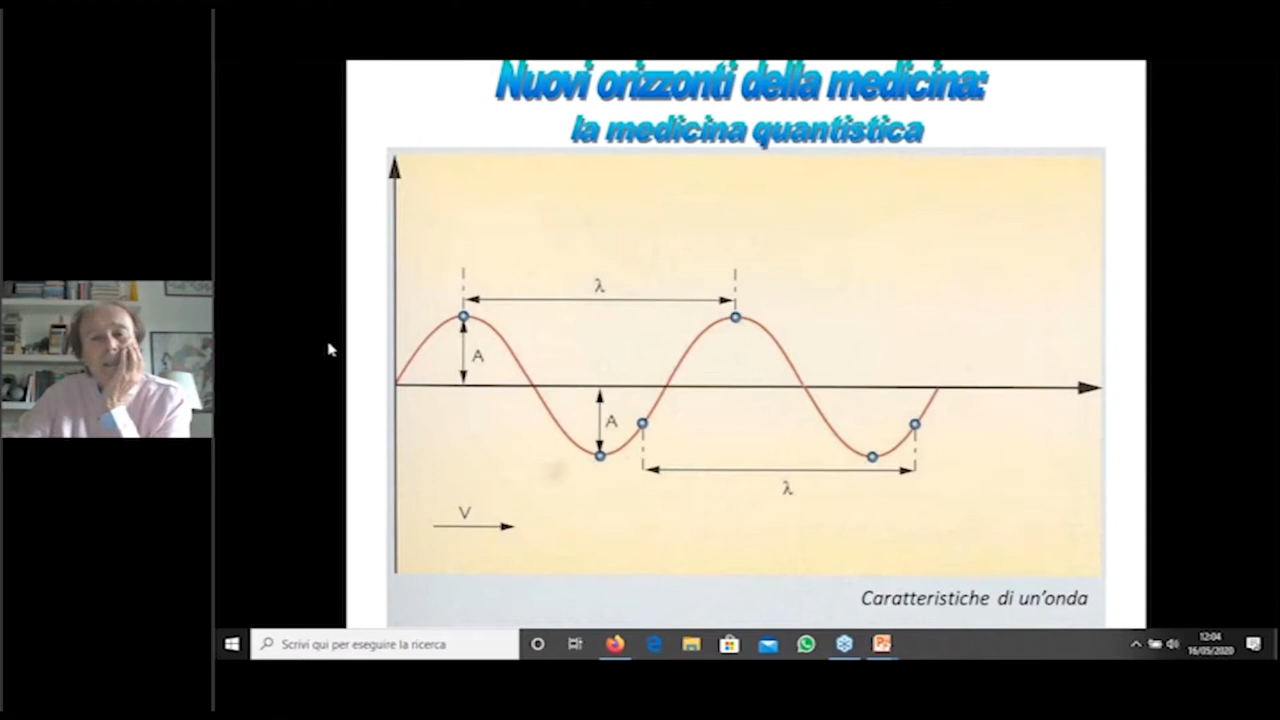 Nuovi orizzonti della medicina:
la medicina quantistica
λ
A
A
λ
V
Caratteristiche di un'onda
Scrivi qui per eseguire la ricerca
12:04
16/05/2020